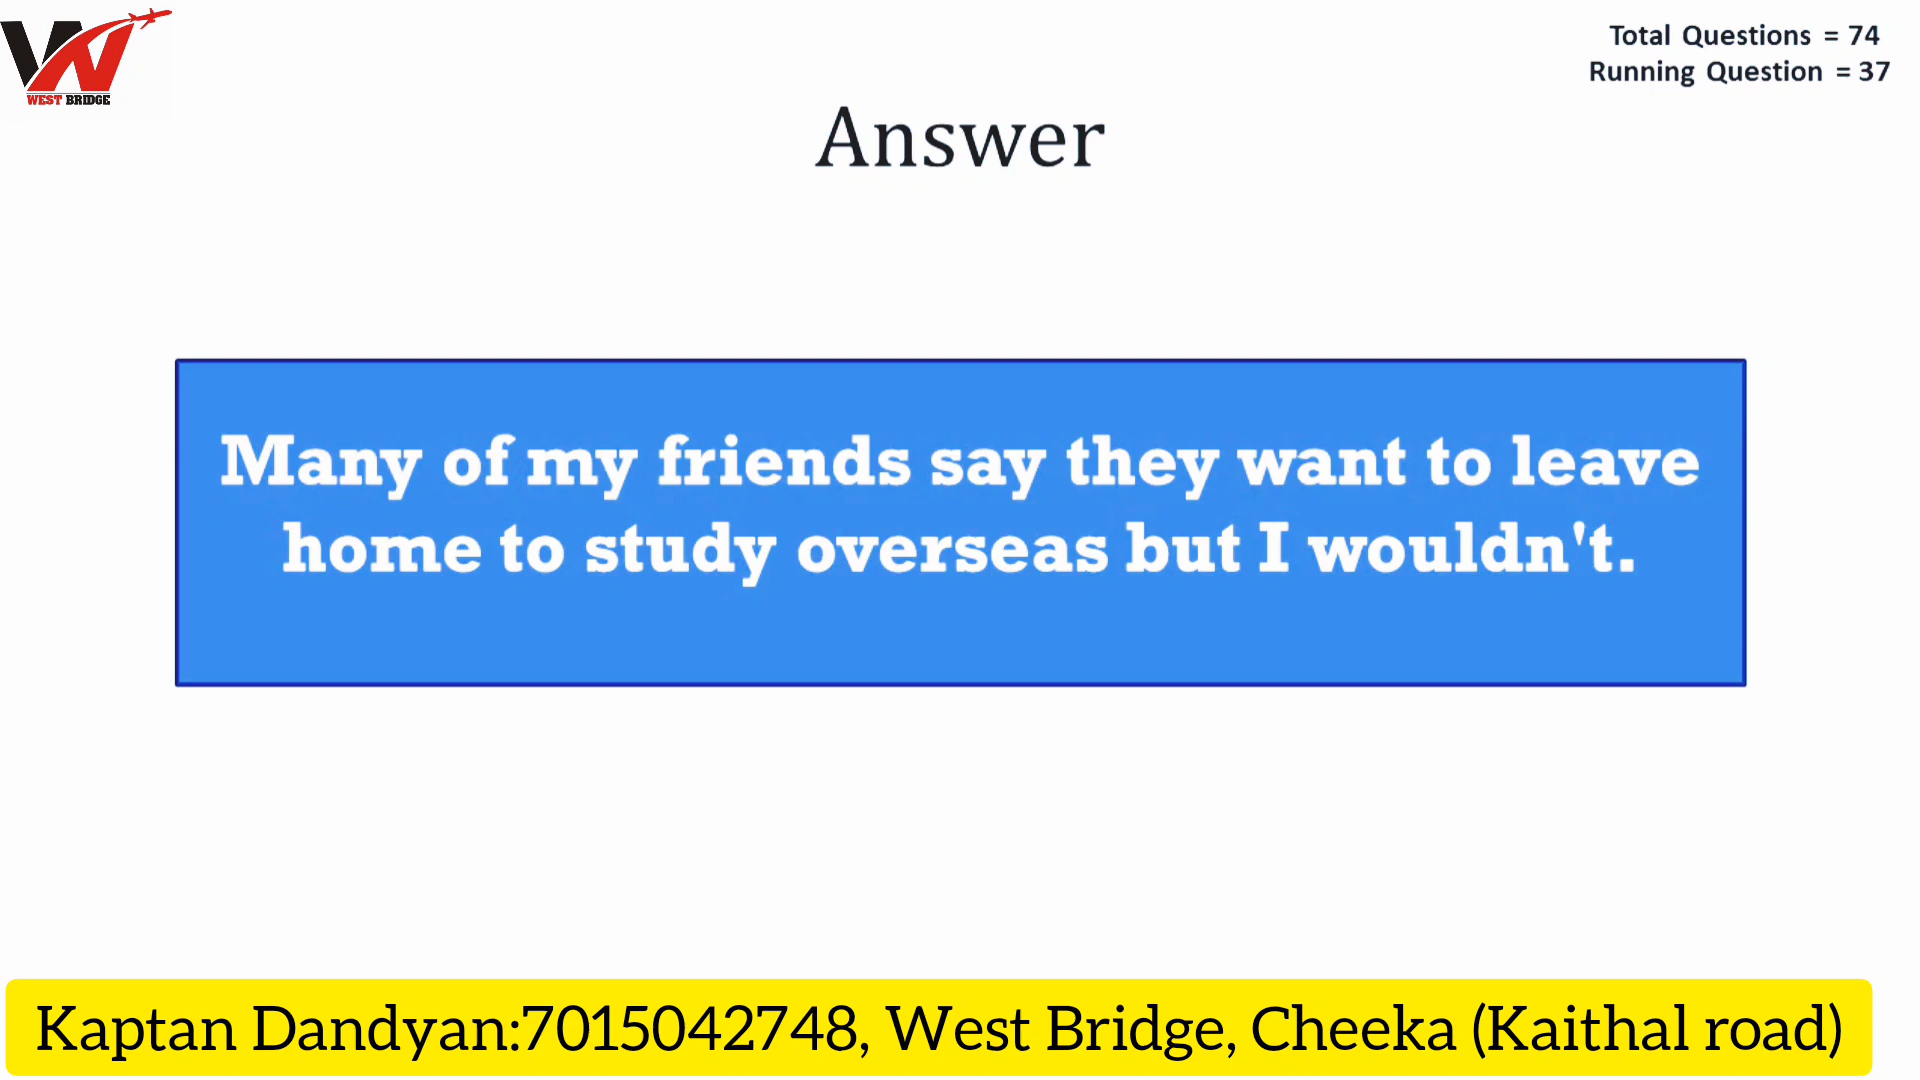 WEST BRIDGE
Total Questions = 74
Running Question = 37
Answer
Many of my friends say they want to leave
home to study overseas but I wouldn't.
Kaptan Dandyan:7015042748, West Bridge, Cheeka (Kaithal road)